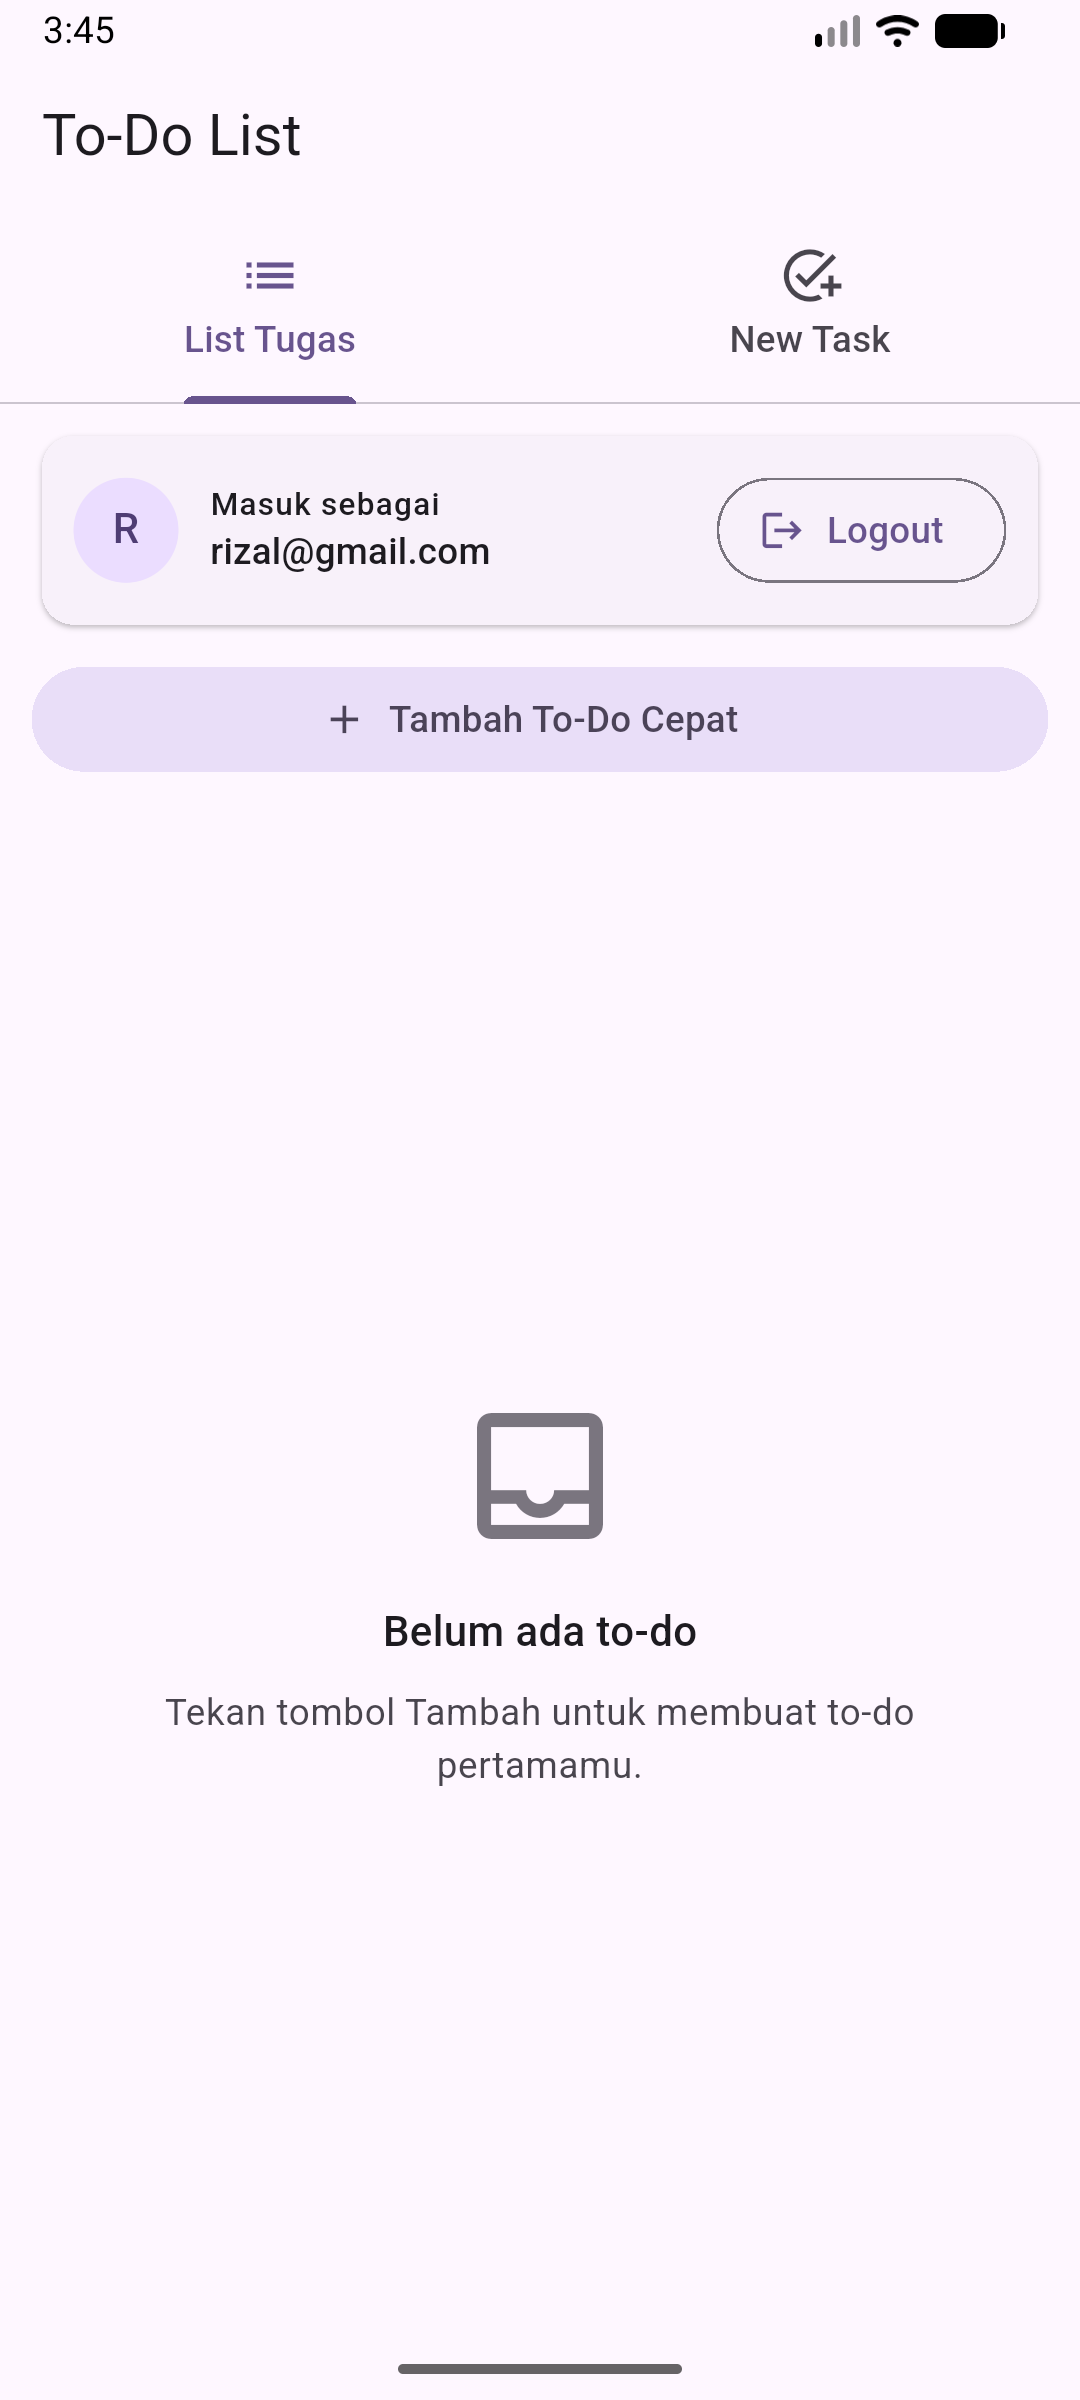 3:45
To-Do List
List Tugas
New Task
R
Masuk sebagai
rizal@gmail.com
Logout
Tambah To-Do Cepat
Belum ada to-do
Tekan tombol Tambah untuk membuat to-do
pertamamu.